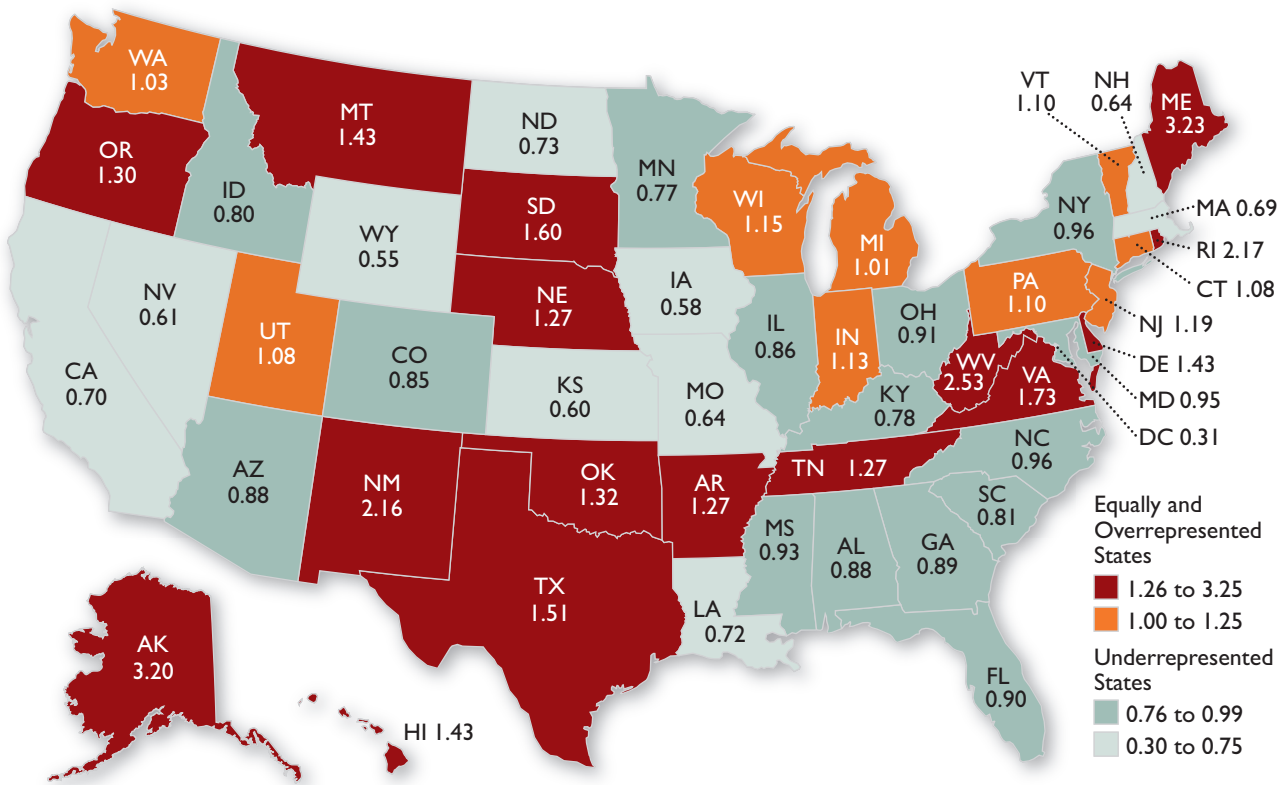 WA
1.03
OR
1.30
MT
1.43
ID
0.80
ND
0.73
MN
0.77
SD
1.60
WY
0.55
NE
1.27
NV
0.61
CA
0.70
UT
1.08
CO
0.85
KS
0.60
IA
0.58
MO
0.64
WI
1.15
MI
1.01
IL
0.86
IN
1.13
OH
0.91
KY
0.78
WV
2.53
VA
1.73
PA
1.10
NY
0.96
VT
1.10
NH
0.64
ME
3.23
MA 0.69
RI 2.17
CT 1.08
NJ 1.19
DE 1.43
MD 0.95
DC 0.31
AZ
0.88
NM
2.16
OK
1.32
TX
1.51
AR
1.27
LA
0.72
TN 1.27
MS
0.93
AL
0.88
GA
0.89
NC
0.96
SC
0.81
FL
0.90
AK
3.20
HI 1.43
Equally and
Overrepresented
States
1.26 to 3.25
1.00 to 1.25
Underrepresented
States
0.76 to 0.99
0.30 to 0.75